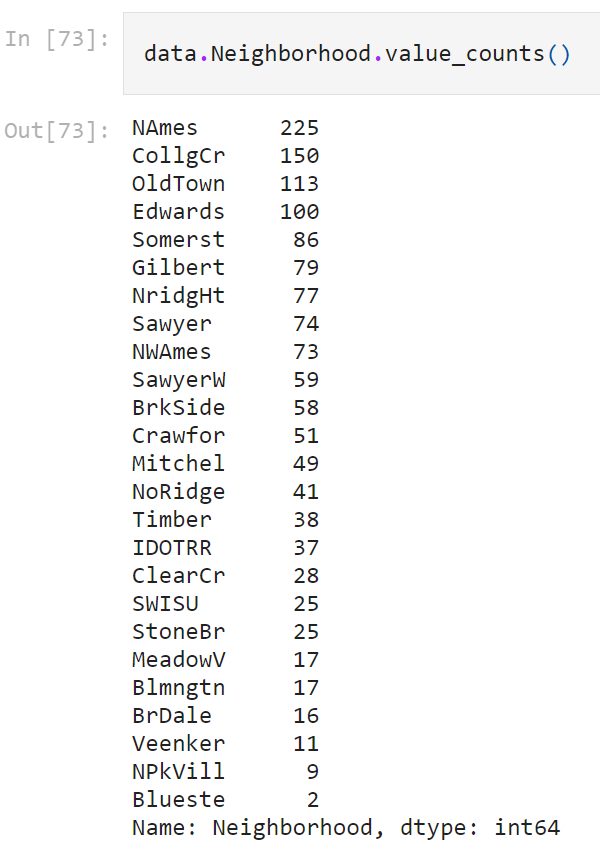 In [73]: data.Neighborhood.value_counts()
Out[73]: NAmes 225
CollgCr 150
OldTown 113
Edwards 100
Somerst 86
Gilbert 79
NridgHt 77
Sawyer 74
NWAmes 73
SawyerW 59
BrkSide 58
Crawfor 51
Mitchel 49
NoRidge 41
Timber 38
IDOTRR 37
ClearCr 28
SWISU 25
StoneBr 25
MeadowV 17
Blmngtn 17
BrDale 16
Veenker 11
NPkVill 9
Blueste 2
Name: Neighborhood, dtype: int64